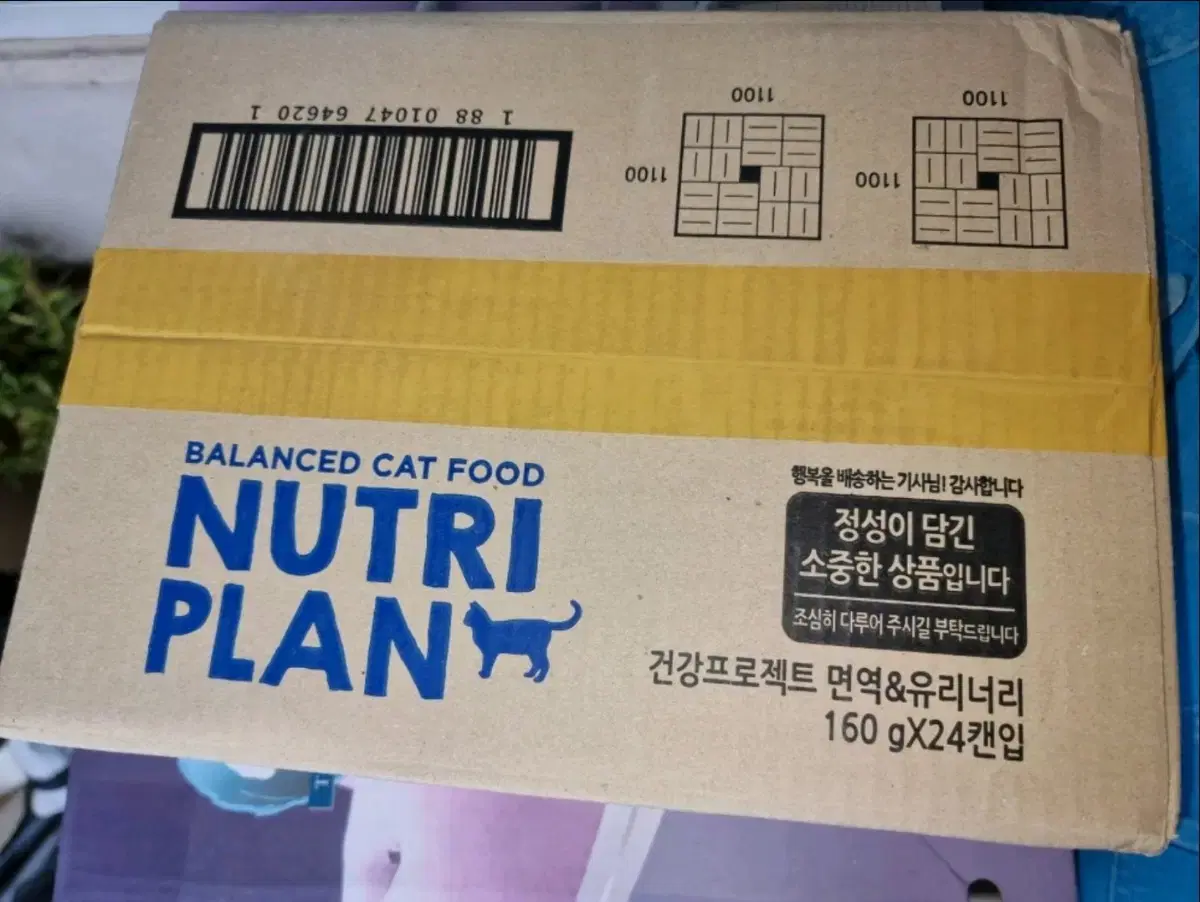 1 88 01047 64620 1
1100
1100
1100
1100
BALANCED CAT FOOD
NUTRI
PLAN
행복을 배송하는 기사님! 감사합니다
정성이 담긴
소중한 상품입니다
조심히 다루어 주시길 부탁드립니다
건강프로젝트 면역&유리너리
160 gX24캔입